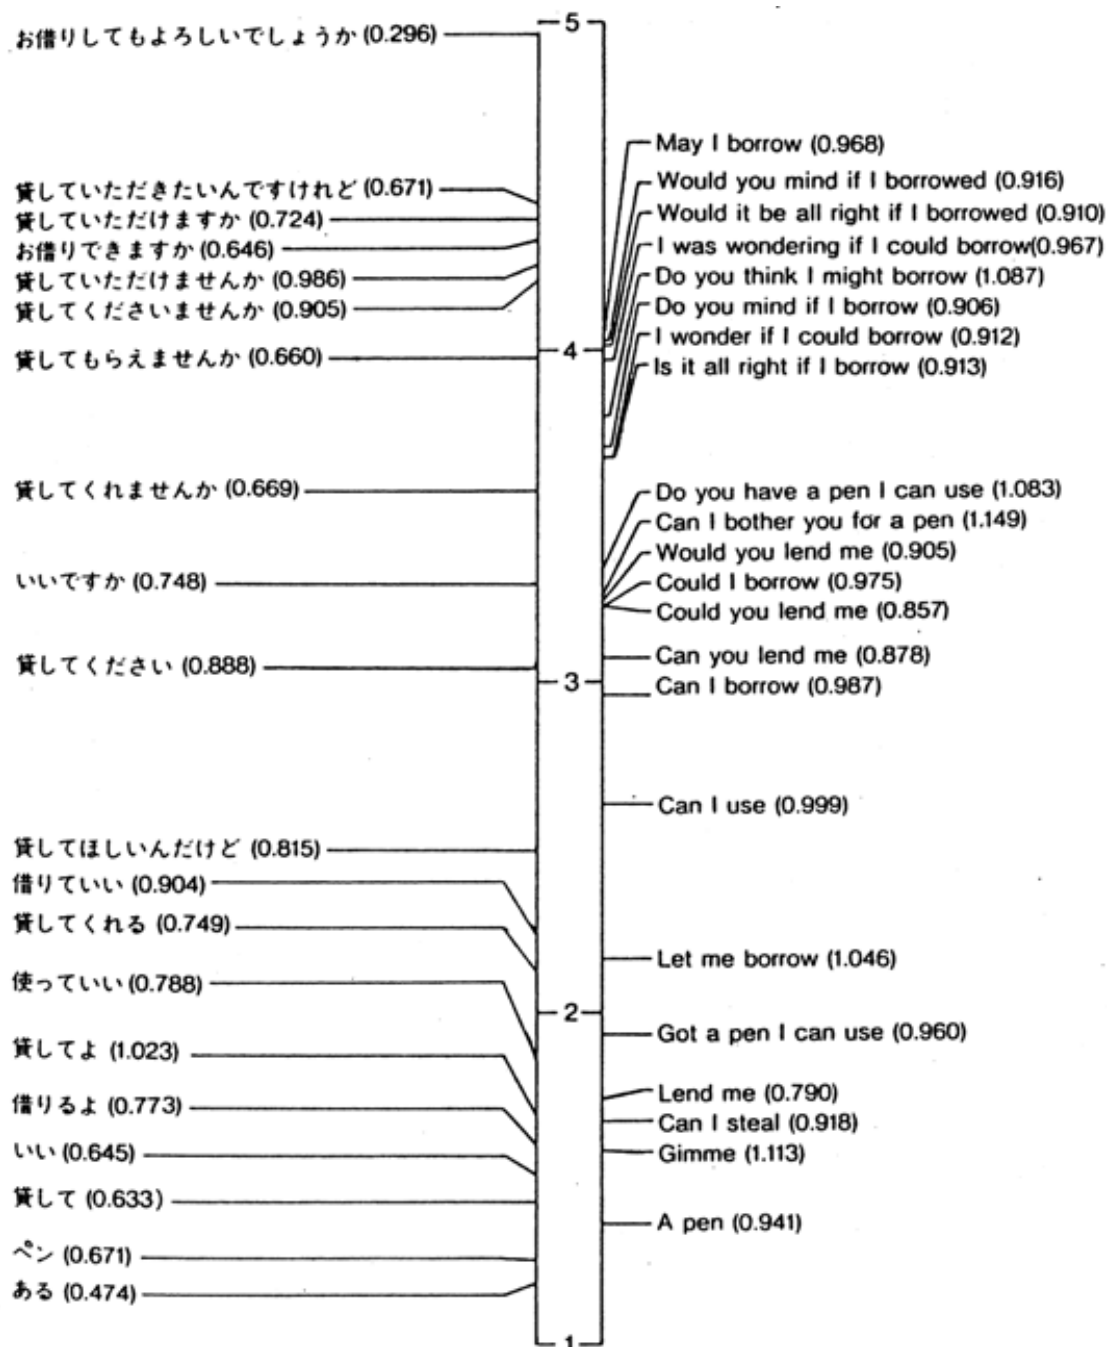 お借りしてもよろしいでしょうか (0.296)
貸していただきたいんですけれど (0.671)
貸していただけますか (0.724)
お借りできますか (0.646)
貸していただけませんか (0.986)
貸してくださいませんか (0.905)
貸してもらえませんか (0.660)
貸してくれませんか (0.669)
いいですか (0.748)
貸してください (0.888)
貸してほしいんだけど (0.815)
借りていい (0.904)
貸してくれる (0.749)
使っていい (0.788)
貸してよ (1.023)
借りるよ (0.773)
いい (0.645)
貸して (0.633)
ペン (0.671)
ある (0.474)
5
4
3
2
1
May I borrow (0.968)
Would you mind if I borrowed (0.916)
Would it be all right if I borrowed (0.910)
I was wondering if I could borrow(0.967)
Do you think I might borrow (1.087)
Do you mind if I borrow (0.906)
I wonder if I could borrow (0.912)
Is it all right if I borrow (0.913)
Do you have a pen I can use (1.083)
Can I bother you for a pen (1.149)
Would you lend me (0.905)
Could I borrow (0.975)
Could you lend me (0.857)
Can you lend me (0.878)
Can I borrow (0.987)
Can I use (0.999)
Let me borrow (1.046)
Got a pen I can use (0.960)
Lend me (0.790)
Can I steal (0.918)
Gimme (1.113)
A pen (0.941)